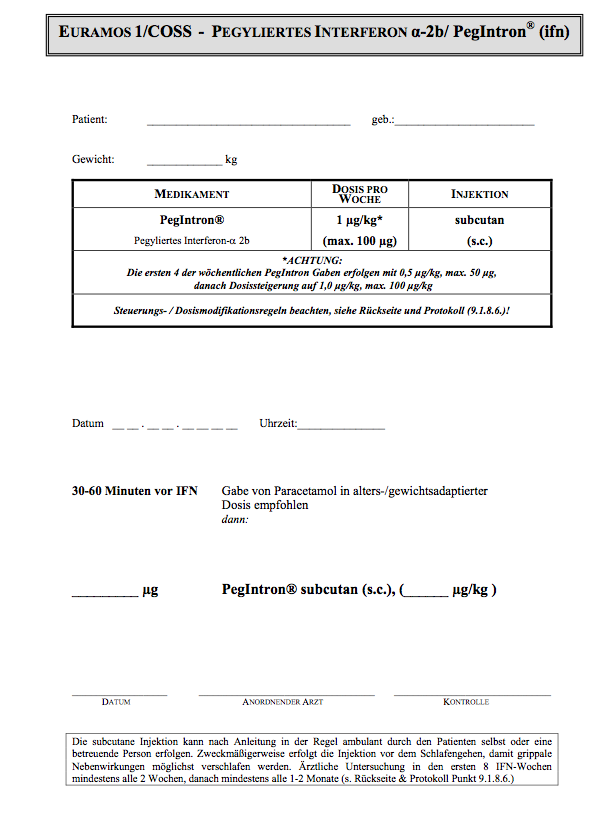 EURAMOS 1/COSS - PEGYLIERTES INTERFERON α-2b/ PegIntron® (ifn)
Patient: __________________________________ geb.:________________________
Gewicht: _____________ kg
MEDIKAMENT DOSIS PRO WOCHE INJEKTION
PegIntron® 1 µg/kg* subcutan
Pegyliertes Interferon-α 2b (max. 100 µg) (s.c.)
*ACHTUNG:
Die ersten 4 der wöchentlichen PegIntron Gaben erfolgen mit 0,5 µg/kg, max. 50 µg,
danach Dosissteigerung auf 1,0 µg/kg, max. 100 µg/kg
Steuerungs- / Dosismodifikationsregeln beachten, siehe Rückseite und Protokoll (9.1.8.6.)!
Datum __ __ . __ __ . __ __ __ __ Uhrzeit:_______________
30-60 Minuten vor IFN Gabe von Paracetamol in alters-/gewichtsadaptierter
Dosis empfohlen
dann:
_________ µg PegIntron® subcutan (s.c.), (______ µg/kg )
DATUM ANORDNENDER ARZT KONTROLLE
Die subcutane Injektion kann nach Anleitung in der Regel ambulant durch den Patienten selbst oder eine
betreuende Person erfolgen. Zweckmäßigerweise erfolgt die Injektion vor dem Schlafengehen, damit grippale
Nebenwirkungen möglichst verschlafen werden. Ärztliche Untersuchung in den ersten 8 IFN-Wochen
mindestens alle 2 Wochen, danach mindestens alle 1-2 Monate (s. Rückseite & Protokoll Punkt 9.1.8.6.)